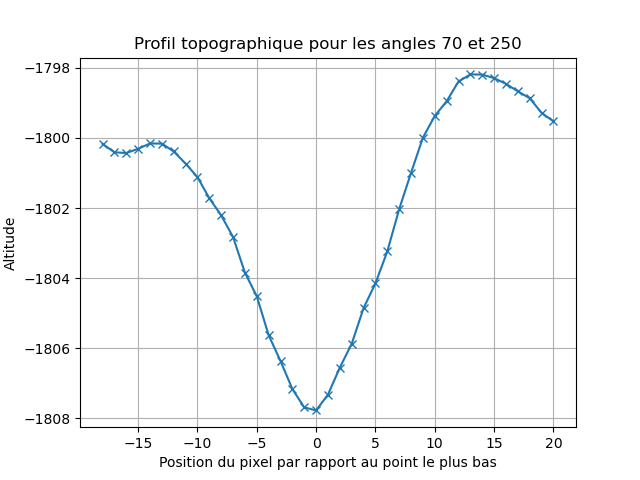 Profil topographique pour les angles 70 et 250
−1798
−1800
−1802
−1804
−1806
−1808
Altitude
−15 −10 −5 0 5 10 15 20
Position du pixel par rapport au point le plus bas